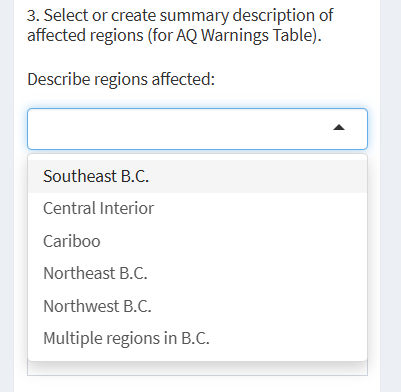 3. Select or create summary description of
affected regions (for AQ Warnings Table).
Describe regions affected:
Southeast B.C.
Central Interior
Cariboo
Northeast B.C.
Northwest B.C.
Multiple regions in B.C.